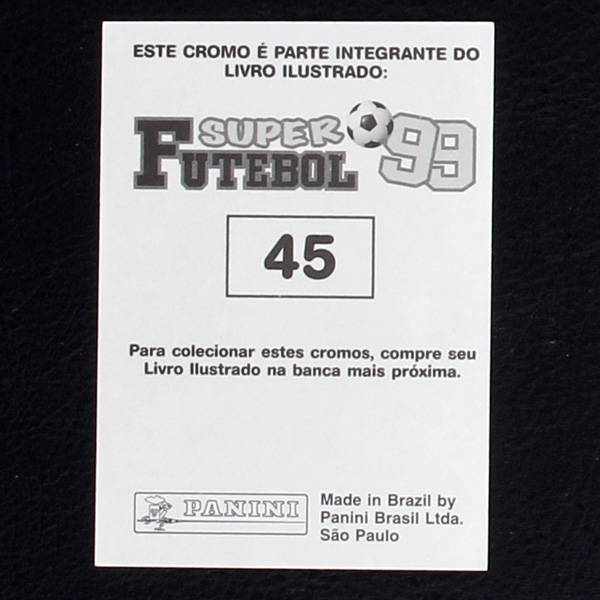 ESTE CROMO É PARTE INTEGRANTE DO
LIVRO ILUSTRADO:
SUPER
FUTEBOL 99
45
Para colecionar estes cromos, compre seu
Livro Ilustrado na banca mais próxima.
PANINI
Made in Brazil by
Panini Brasil Ltda.
São Paulo